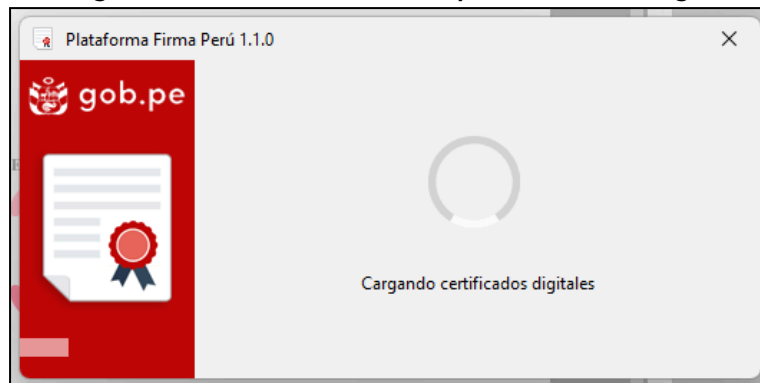 Plataforma Firma Perú 1.1.0
gob.pe
Cargando certificados digitales